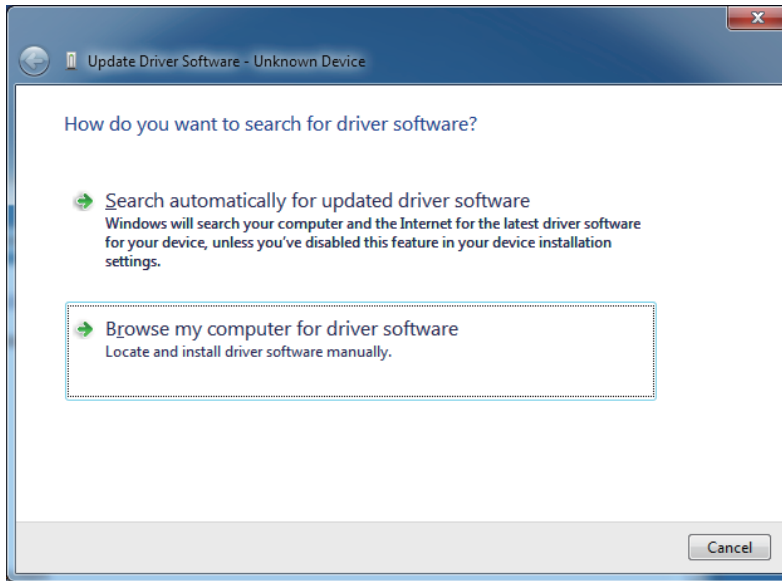 Update Driver Software - Unknown Device
How do you want to search for driver software?
Search automatically for updated driver software
Windows will search your computer and the Internet for the latest driver software
for your device, unless you've disabled this feature in your device installation
settings.
Browse my computer for driver software
Locate and install driver software manually.
Cancel